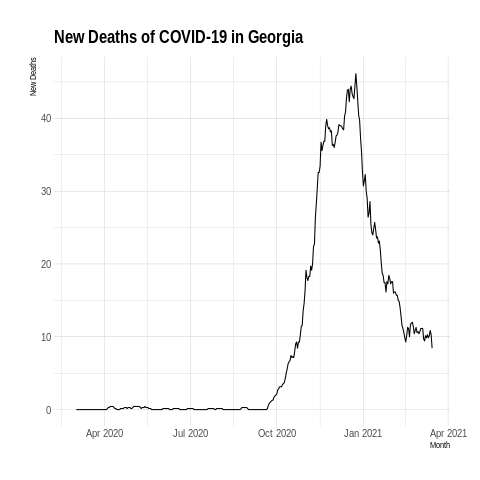 New Deaths of COVID-19 in Georgia
New Deaths
40
30
20
10
0
Apr 2020 Jul 2020 Oct 2020 Jan 2021 Apr 2021
Month